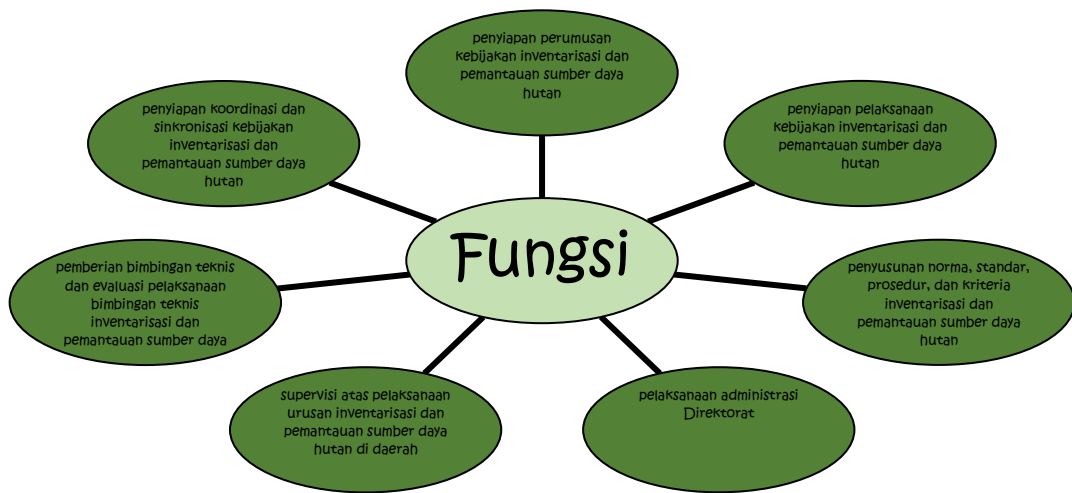 penyiapan perumusan
kebijakan inventarisasi dan
pemantauan sumber daya
hutan
penyiapan koordinasi dan
sinkronisasi kebijakan
inventarisasi dan
pemantauan sumber daya
hutan
penyiapan pelaksanaan
kebijakan inventarisasi dan
pemantauan sumber daya
hutan
Fungsi
pemberian bimbingan teknis
dan evaluasi pelaksanaan
bimbingan teknis
inventarisasi dan
pemantauan sumber daya
penyusunan norma, standar,
prosedur, dan kriteria
inventarisasi dan
pemantauan sumber daya
hutan
supervisi atas pelaksanaan
urusan inventarisasi dan
pemantauan sumber daya
hutan di daerah
pelaksanaan administrasi
Direktorat